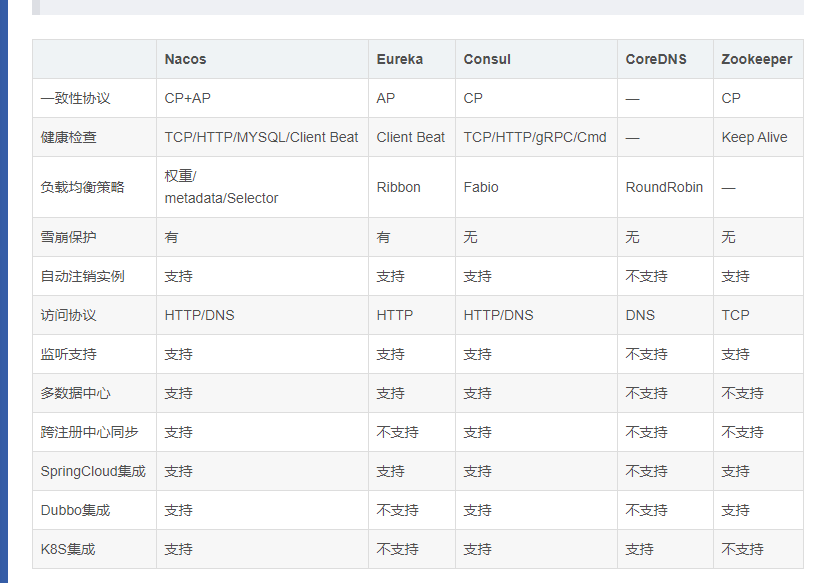 Nacos Eureka Consul CoreDNS Zookeeper
一致性协议 CP+AP AP CP — CP
健康检查 TCP/HTTP/MYSQL/Client Beat Client Beat TCP/HTTP/gRPC/Cmd — Keep Alive
负载均衡策略 权重/
metadata/Selector Ribbon Fabio RoundRobin —
雪崩保护 有 有 无 无 无
自动注销实例 支持 支持 支持 不支持 支持
访问协议 HTTP/DNS HTTP HTTP/DNS DNS TCP
监听支持 支持 支持 支持 不支持 支持
多数据中心 支持 支持 支持 不支持 不支持
跨注册中心同步 支持 不支持 支持 不支持 不支持
SpringCloud集成 支持 支持 支持 不支持 支持
Dubbo集成 支持 不支持 支持 不支持 支持
K8S集成 支持 不支持 支持 支持 不支持